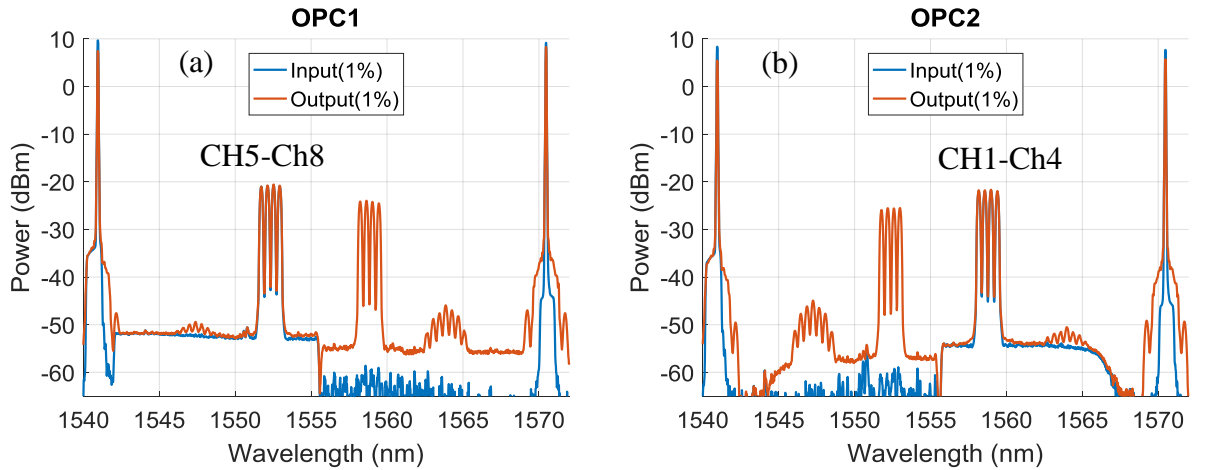 OPC1
(a)
Input(1%)
Output(1%)
CH5-Ch8
Power (dBm)
10
0
-10
-20
-30
-40
-50
-60
1540 1545 1550 1555 1560 1565 1570
Wavelength (nm)
OPC2
(b)
Input(1%)
Output(1%)
CH1-Ch4
Power (dBm)
10
0
-10
-20
-30
-40
-50
-60
1540 1545 1550 1555 1560 1565 1570
Wavelength (nm)